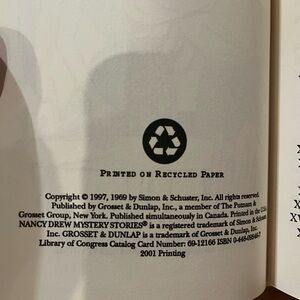 PRINTED ON RECYCLED PAPER
Copyright © 1997, 1969 by Simon & Schuster, Inc. All rights reserved.
Published by Grosset & Dunlap, Inc., a member of The Putnam &
Grosset Group, New York. Published simultaneously in Canada. Printed in the U.S.A.
NANCY DREW MYSTERY STORIES® is a registered trademark of Simon & Schuster,
Inc. GROSSET & DUNLAP is a trademark of Grosset & Dunlap, Inc.
Library of Congress Catalog Card Number: 69-12166 ISBN
2001 Printing